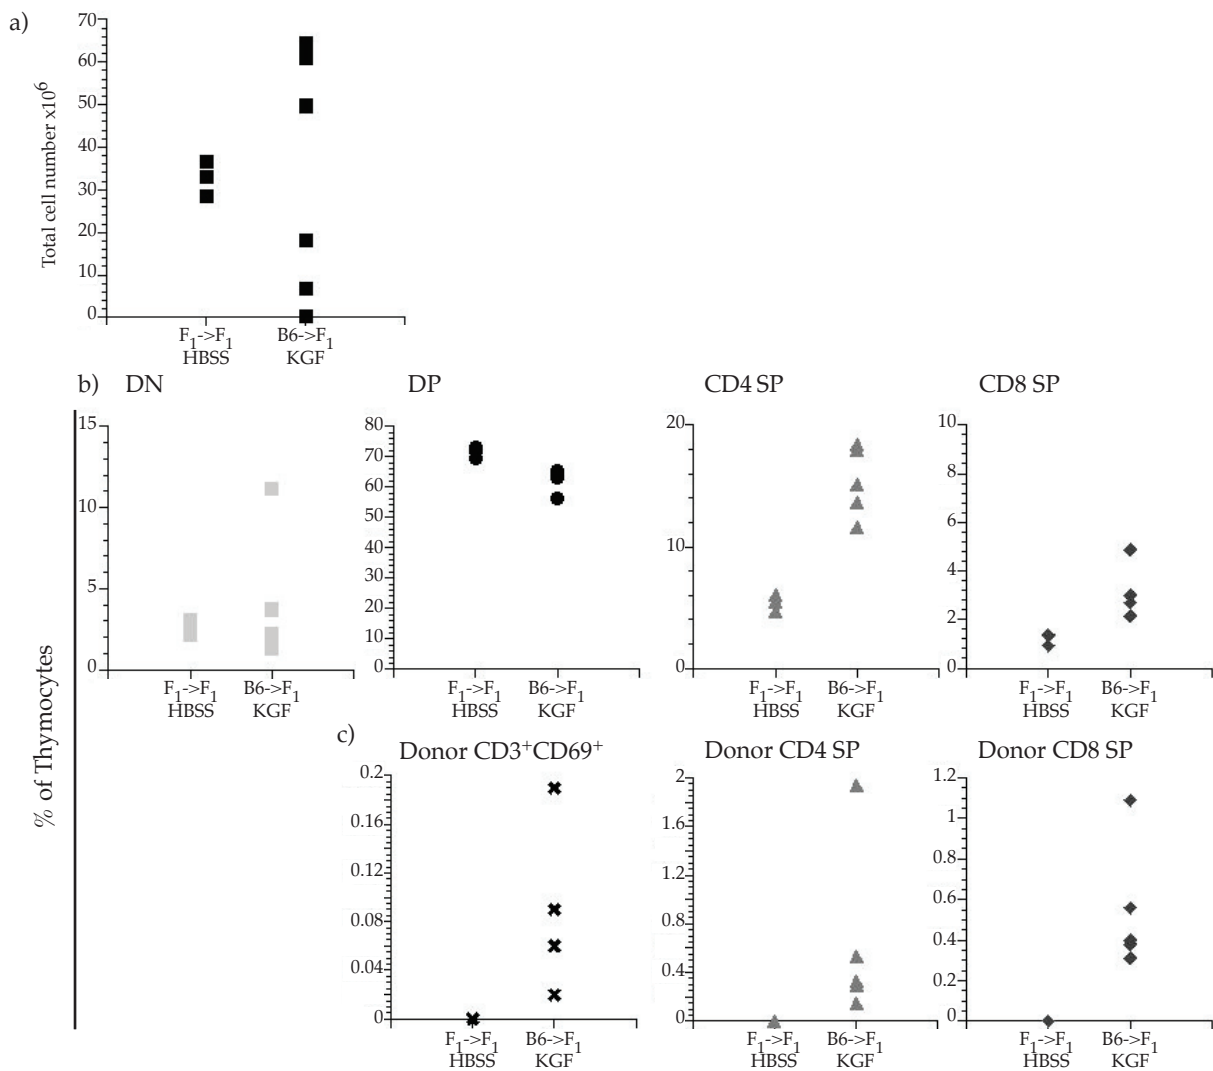 a)
Total cell number x10⁶
70
60
50
40
30
20
10
0
F₁->F₁
HBSS
B6->F₁
KGF
b)
DN
DP
CD4 SP
CD8 SP
% of Thymocytes
15
10
5
0
F₁->F₁
HBSS
B6->F₁
KGF
80
70
60
50
40
30
20
10
0
F₁->F₁
HBSS
B6->F₁
KGF
20
10
0
F₁->F₁
HBSS
B6->F₁
KGF
10
8
6
4
2
0
F₁->F₁
HBSS
B6->F₁
KGF
c)
Donor CD3⁺CD69⁺
Donor CD4 SP
Donor CD8 SP
0.2
0.16
0.12
0.08
0.04
0
F₁->F₁
HBSS
B6->F₁
KGF
2
1.6
1.2
0.8
0.4
0
F₁->F₁
HBSS
B6->F₁
KGF
1.2
1
0.8
0.6
0.4
0.2
0
F₁->F₁
HBSS
B6->F₁
KGF